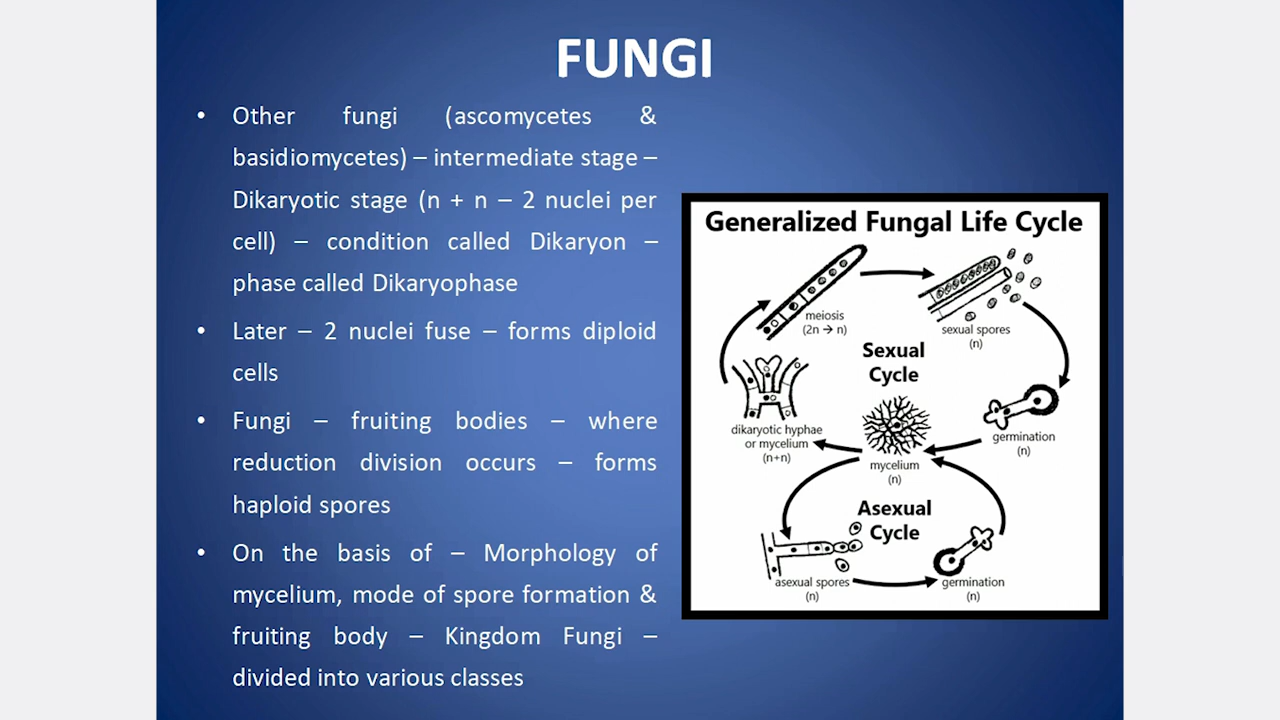 FUNGI
• Other fungi (ascomycetes &
basidiomycetes) – intermediate stage –
Dikaryotic stage (n + n – 2 nuclei per
cell) – condition called Dikaryon –
phase called Dikaryophase
• Later – 2 nuclei fuse – forms diploid
cells
• Fungi – fruiting bodies – where
reduction division occurs – forms
haploid spores
• On the basis of – Morphology of
mycelium, mode of spore formation &
fruiting body – Kingdom Fungi –
divided into various classes
Generalized Fungal Life Cycle
meiosis
(2n → n)
sexual spores
(n)
Sexual
Cycle
dikaryotic hyphae
or mycelium
(n+n)
germination
(n)
mycelium
(n)
Asexual
Cycle
asexual spores
(n)
germination
(n)